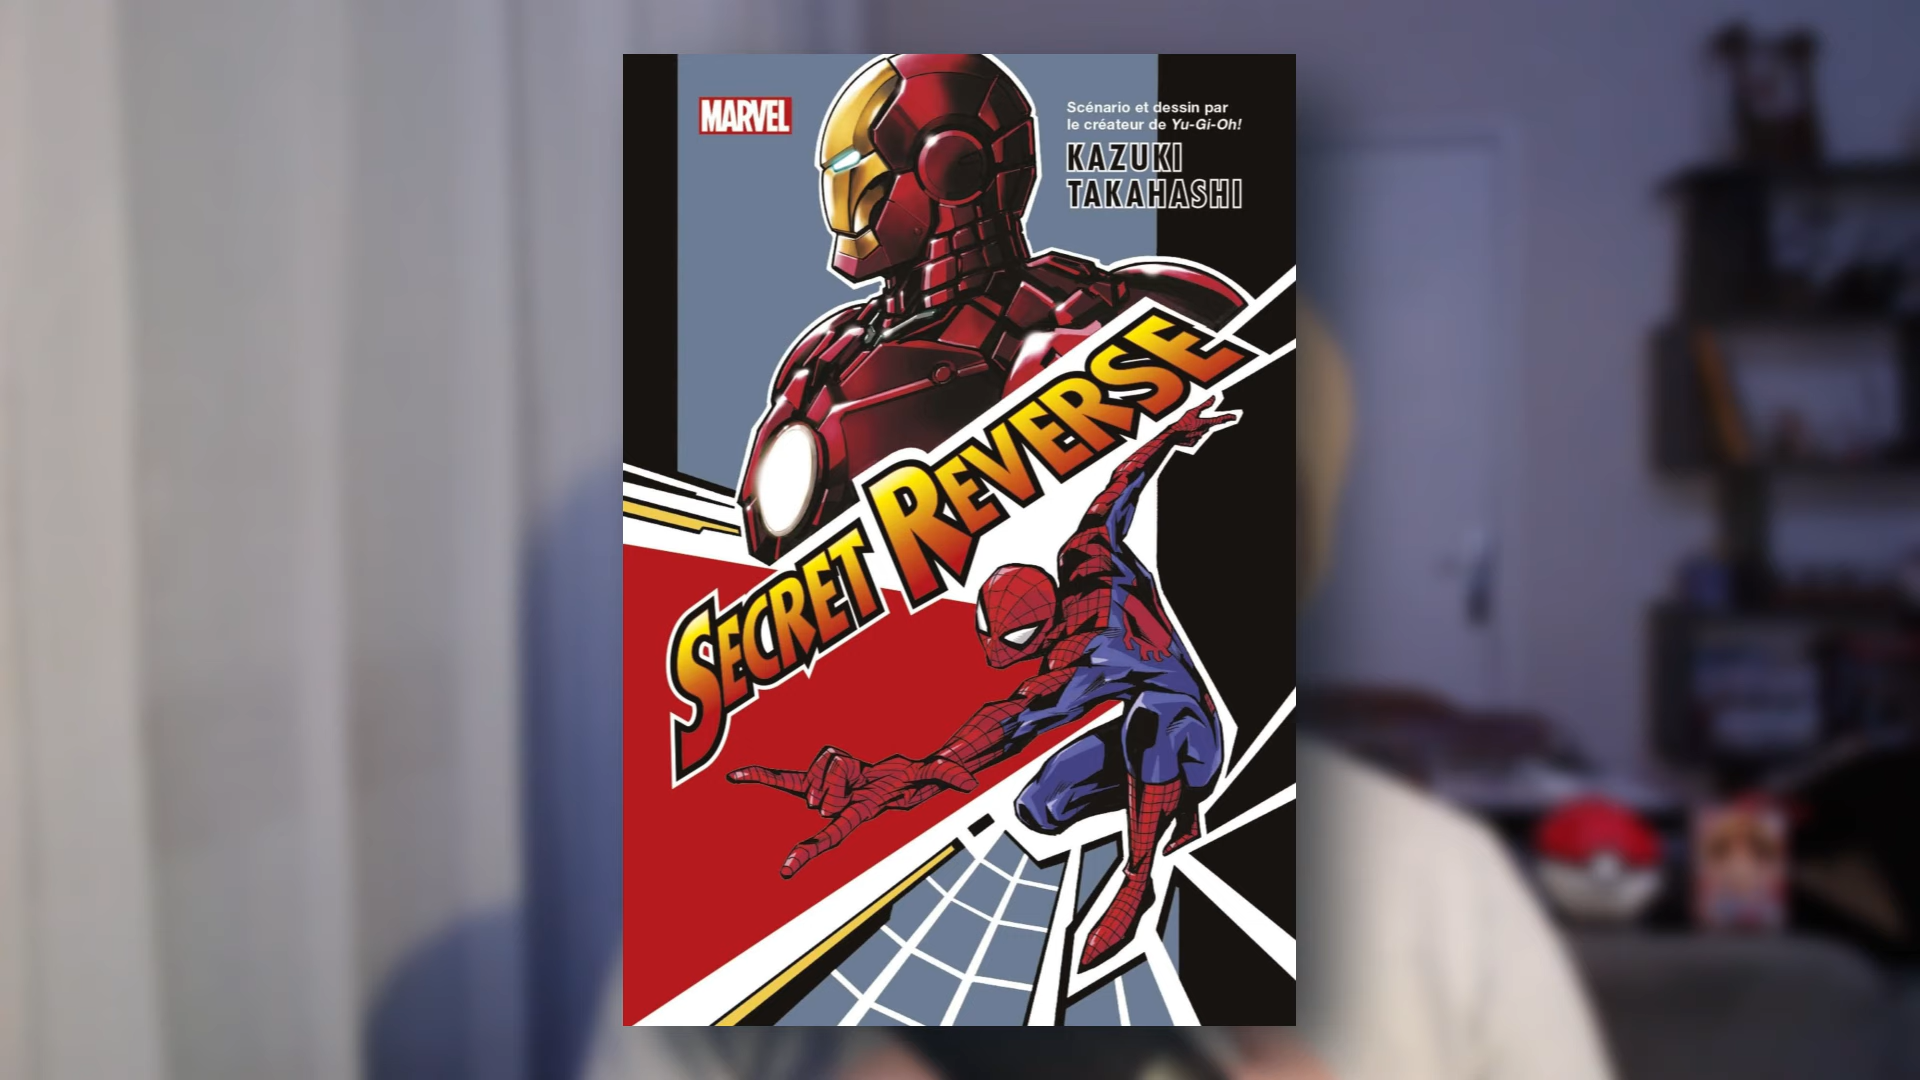 MARVEL
Scénario et dessin par
le créateur de Yu-Gi-Oh!
KAZUKI
TAKAHASHI
SECRET REVERSE